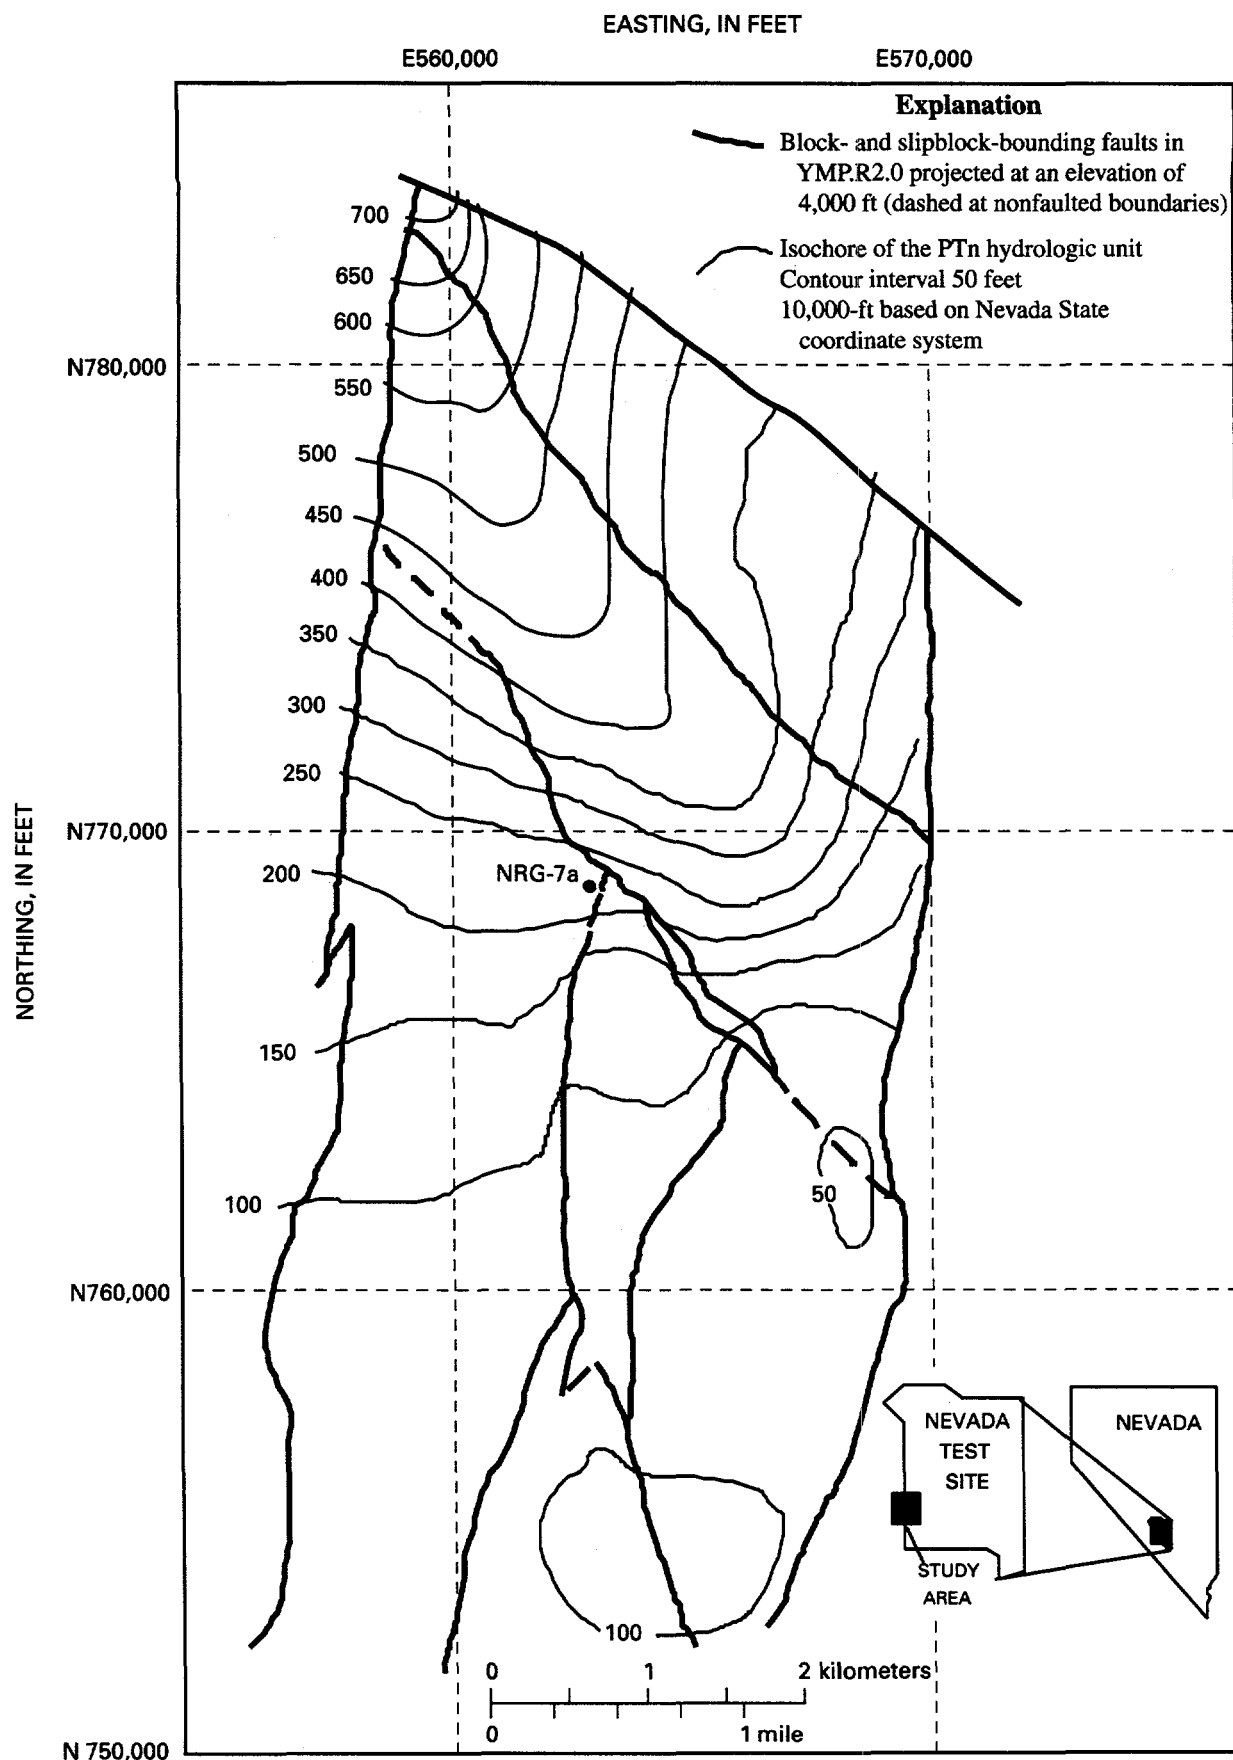 EASTING, IN FEET
E560,000
E570,000
Explanation
Block- and slipblock-bounding faults in
YMP.R2.0 projected at an elevation of
4,000 ft (dashed at nonfaulted boundaries)
Isochore of the PTn hydrologic unit
Contour interval 50 feet
10,000-ft based on Nevada State
coordinate system
700
650
600
N780,000
550
500
450
400
350
300
250
NORTHING, IN FEET
N770,000
200
NRG-7a
150
100
50
N760,000
NEVADA
TEST
SITE
NEVADA
STUDY
AREA
100
0 1 2 kilometers
0 1 mile
N 750,000